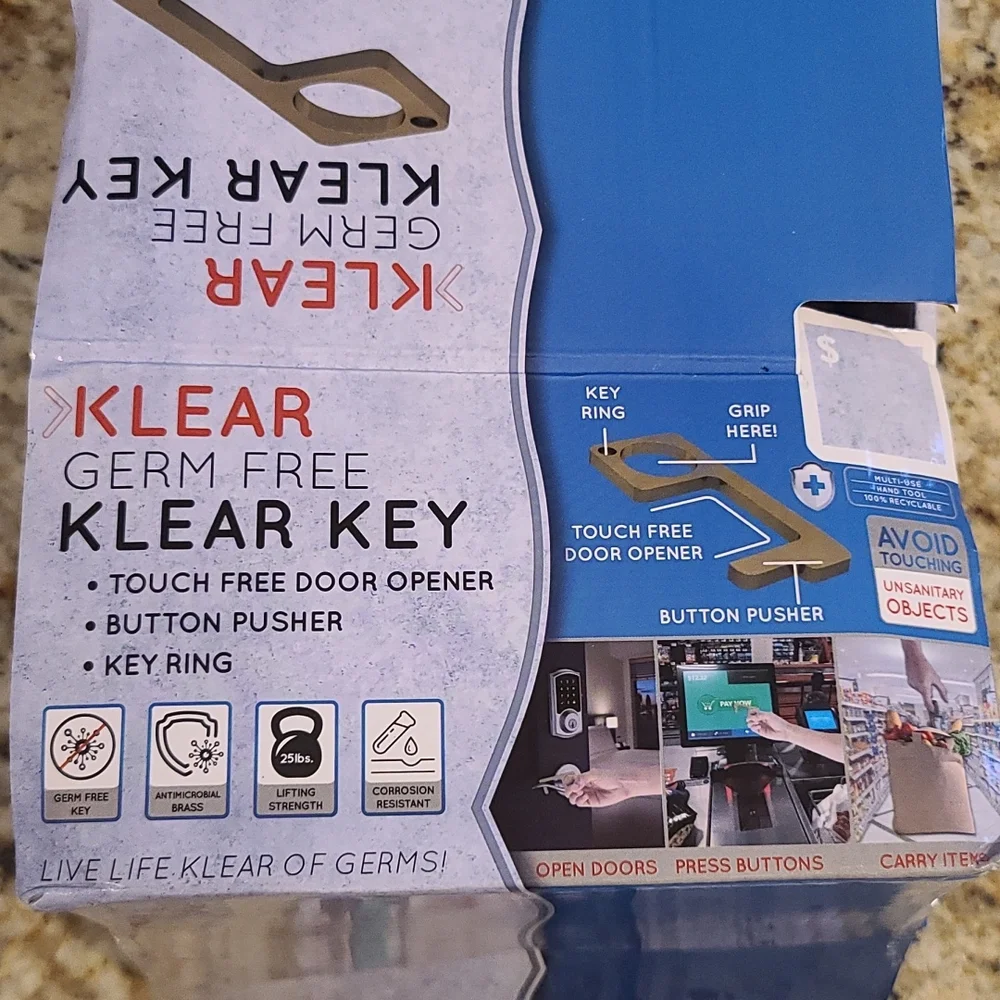 KLEAR KEY
GERM FREE
KLEAR
KLEAR
GERM FREE
KLEAR KEY
• TOUCH FREE DOOR OPENER
• BUTTON PUSHER
• KEY RING
GERM FREE
KEY
ANTIMICROBIAL
BRASS
25lbs.
LIFTING
STRENGTH
CORROSION
RESISTANT
LIVE LIFE KLEAR OF GERMS!
$
KEY
RING
GRIP
HERE!
TOUCH FREE
DOOR OPENER
BUTTON PUSHER
MULTI-USE
HAND TOOL
100% RECYCLABLE
AVOID
TOUCHING
UNSANITARY
OBJECTS
PAY NOW
OPEN DOORS
PRESS BUTTONS
CARRY ITEMS